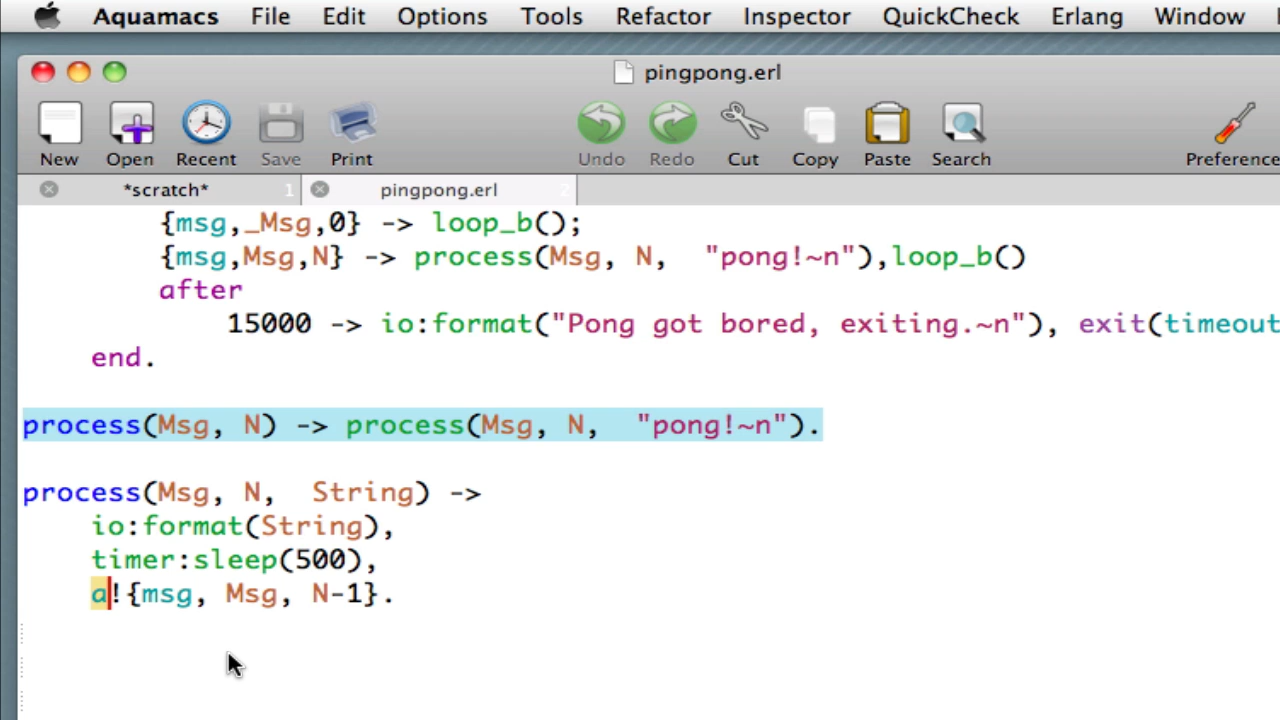 Aquamacs File Edit Options Tools Refactor Inspector QuickCheck Erlang Window
pingpong.erl
New Open Recent Save Print Undo Redo Cut Copy Paste Search Preference
*scratch* 1 pingpong.erl 2
{msg,_Msg,0} -> loop_b();
{msg,Msg,N} -> process(Msg, N,  "pong!~n"),loop_b()
after
15000 -> io:format("Pong got bored, exiting.~n"), exit(timeout
end.
process(Msg, N) -> process(Msg, N,  "pong!~n").
process(Msg, N,  String) ->
io:format(String),
timer:sleep(500),
a!{msg, Msg, N-1}.